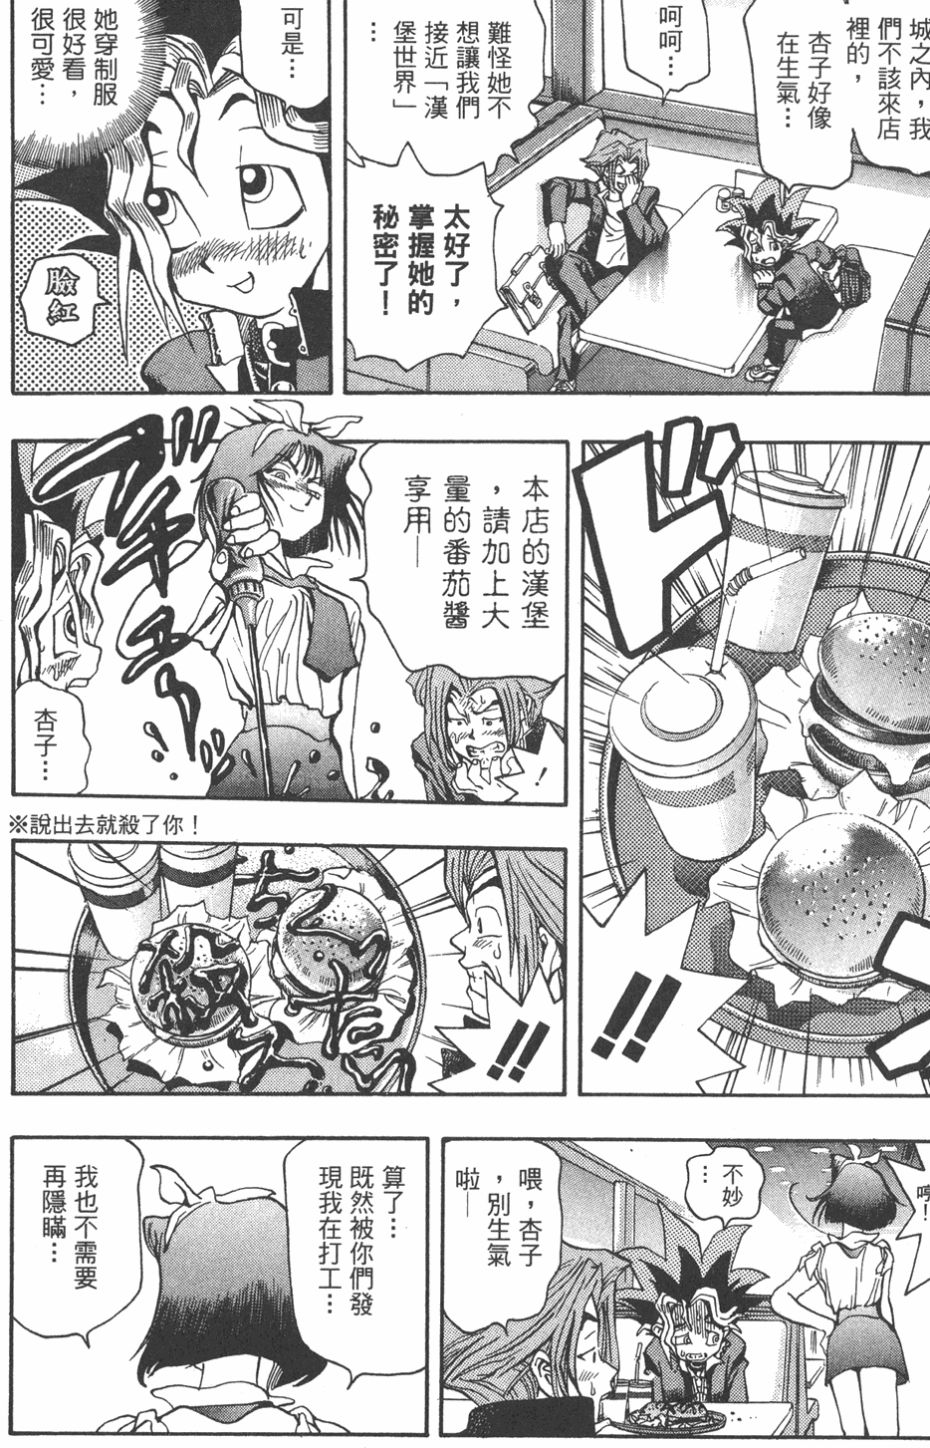 城之內，我
們不該來店
裡的，
杏子好像
在生氣…
呵呵…
難怪她不
想讓我們
接近「漢
堡世界」
…
太好了，
掌握她的
秘密了！
可是…
她穿制服
很好看，
很可愛…
臉紅
ド
!!
本店的漢堡
，請加上大
量的番茄醬
享用—
！
ブチチ
杏子…
※說出去就殺了你！
!!
哼！
不妙
…
喂，杏子
，別生氣
啦—
算了…
既然被你們發
現我在打工…
我也不需要
再隱瞞…